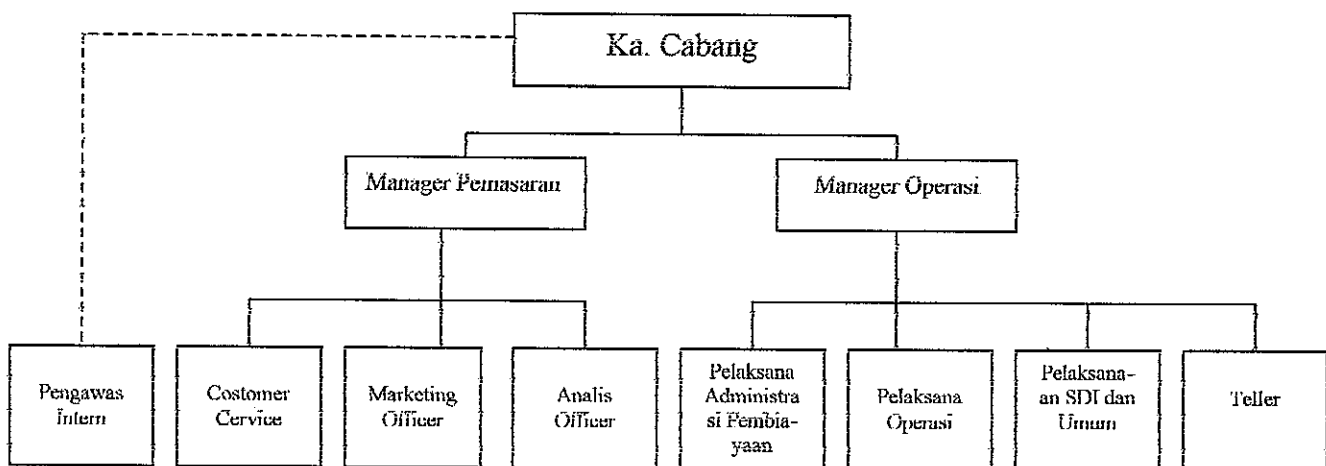 Ka. Cabang
Manager Pemasaran
Manager Operasi
Pengawas
Intern
Costomer
Cervice
Marketing
Officer
Analis
Officer
Pelaksana
Administra
si Pembia-
yaan
Pelaksana
Operasi
Pelaksana-
an SDI dan
Umum
Teller